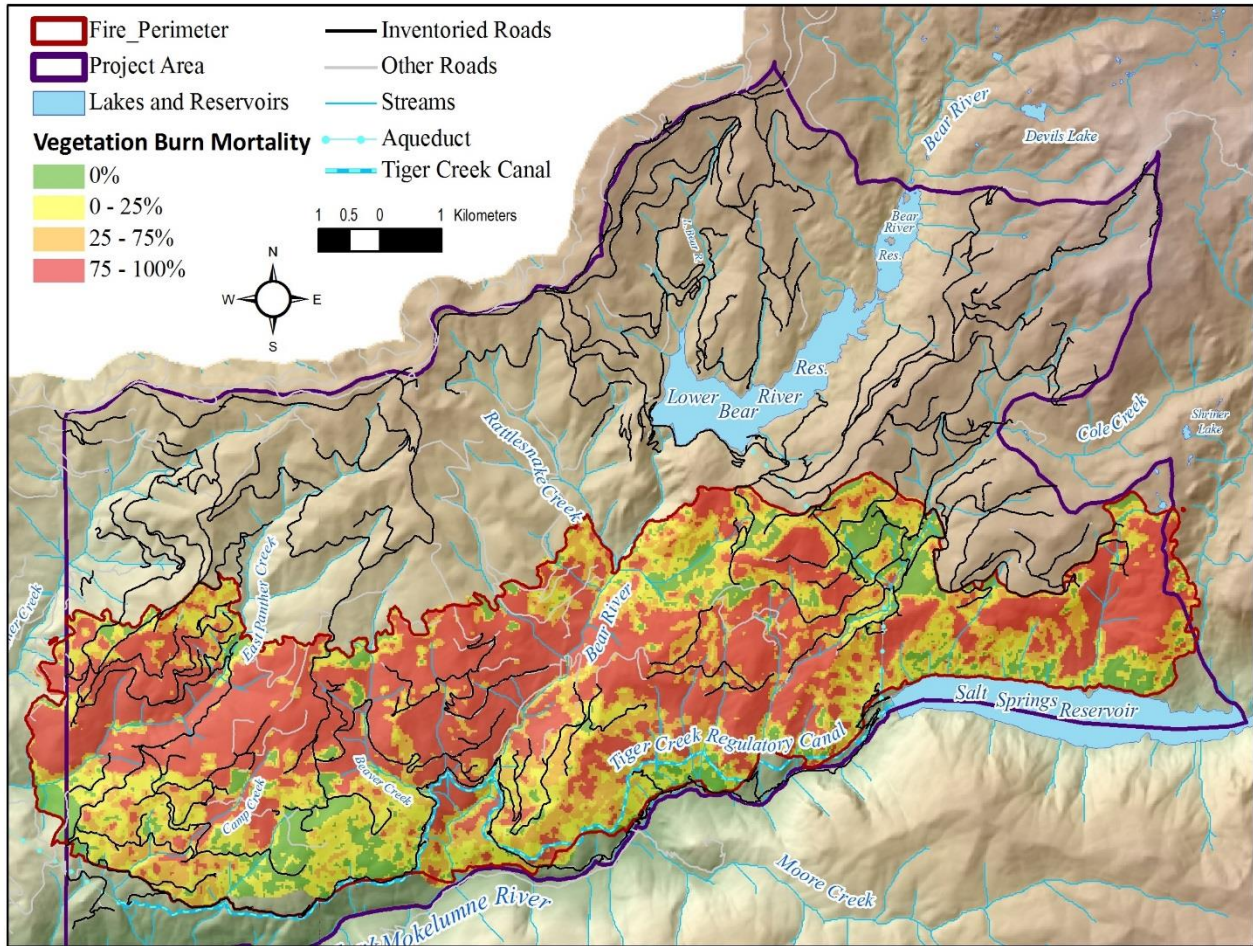 Fire_Perimeter
Project Area
Lakes and Reservoirs
Vegetation Burn Mortality
0%
0 - 25%
25 - 75%
75 - 100%
Inventoried Roads
Other Roads
Streams
Aqueduct
Tiger Creek Canal
1 0.5 0 1 Kilometers
N
W E
S
Bear River
Devils Lake
Bear
River
Res.
Bear R.
Lower Bear River Res.
Rattlesnake Creek
Cole Creek
Shriner
Lake
East Panther Creek
Creek
Bear River
Salt Springs Reservoir
Tiger Creek Regulatory Canal
Beaver Creek
Camp Creek
Moore Creek
Mokelumne River